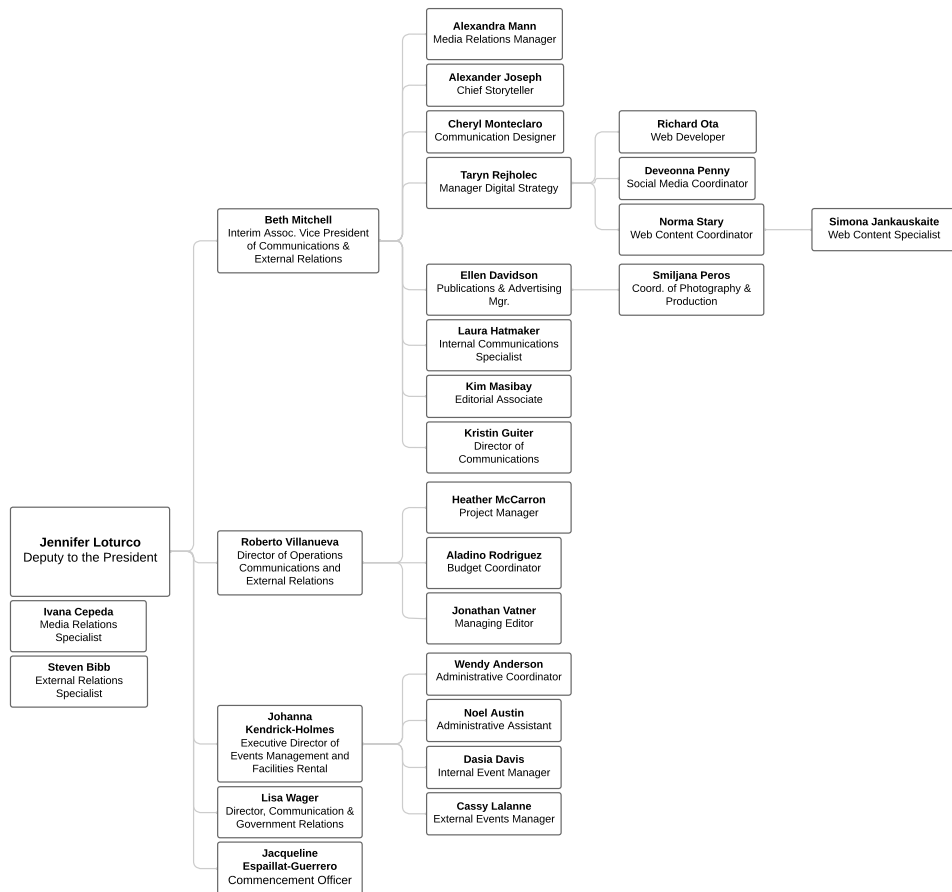 Alexandra Mann
Media Relations Manager
Alexander Joseph
Chief Storyteller
Cheryl Monteclaro
Communication Designer
Richard Ota
Web Developer
Taryn Rejholec
Manager Digital Strategy
Deveonna Penny
Social Media Coordinator
Beth Mitchell
Interim Assoc. Vice President
of Communications &
External Relations
Norma Stary
Web Content Coordinator
Simona Jankauskaite
Web Content Specialist
Ellen Davidson
Publications & Advertising
Mgr.
Smiljana Peros
Coord. of Photography &
Production
Laura Hatmaker
Internal Communications
Specialist
Kim Masibay
Editorial Associate
Kristin Guiter
Director of
Communications
Jennifer Loturco
Deputy to the President
Ivana Cepeda
Media Relations
Specialist
Steven Bibb
External Relations
Specialist
Roberto Villanueva
Director of Operations
Communications and
External Relations
Heather McCarron
Project Manager
Aladino Rodriguez
Budget Coordinator
Jonathan Vatner
Managing Editor
Johanna
Kendrick-Holmes
Executive Director of
Events Management and
Facilities Rental
Wendy Anderson
Administrative Coordinator
Noel Austin
Administrative Assistant
Dasia Davis
Internal Event Manager
Cassy Lalanne
External Events Manager
Lisa Wager
Director, Communication &
Government Relations
Jacqueline
Espaillat-Guerrero
Commencement Officer